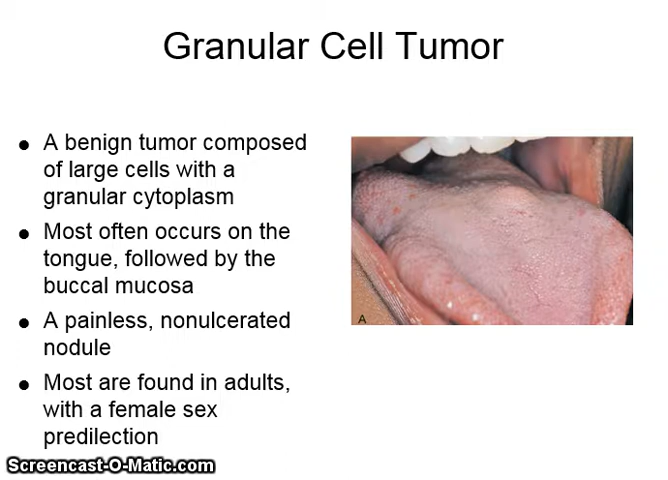 Granular Cell Tumor
● A benign tumor composed
of large cells with a
granular cytoplasm
● Most often occurs on the
tongue, followed by the
buccal mucosa
● A painless, nonulcerated
nodule
● Most are found in adults,
with a female sex
predilection
A
Screencast-O-Matic.com